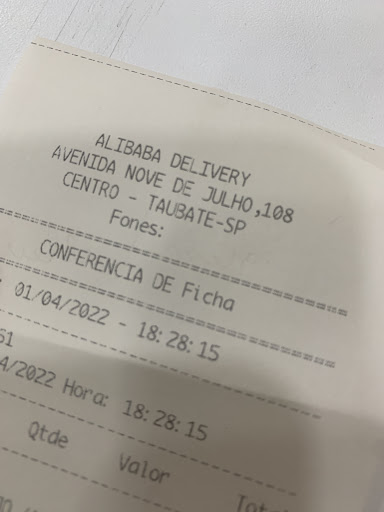 ALIBABA DELIVERY
AVENIDA NOVE DE JULHO,108
CENTRO - TAUBATE-SP
Fones:
CONFERENCIA DE Ficha
: 01/04/2022 - 18:28:15
61
4/2022 Hora: 18:28:15
Qtde Valor